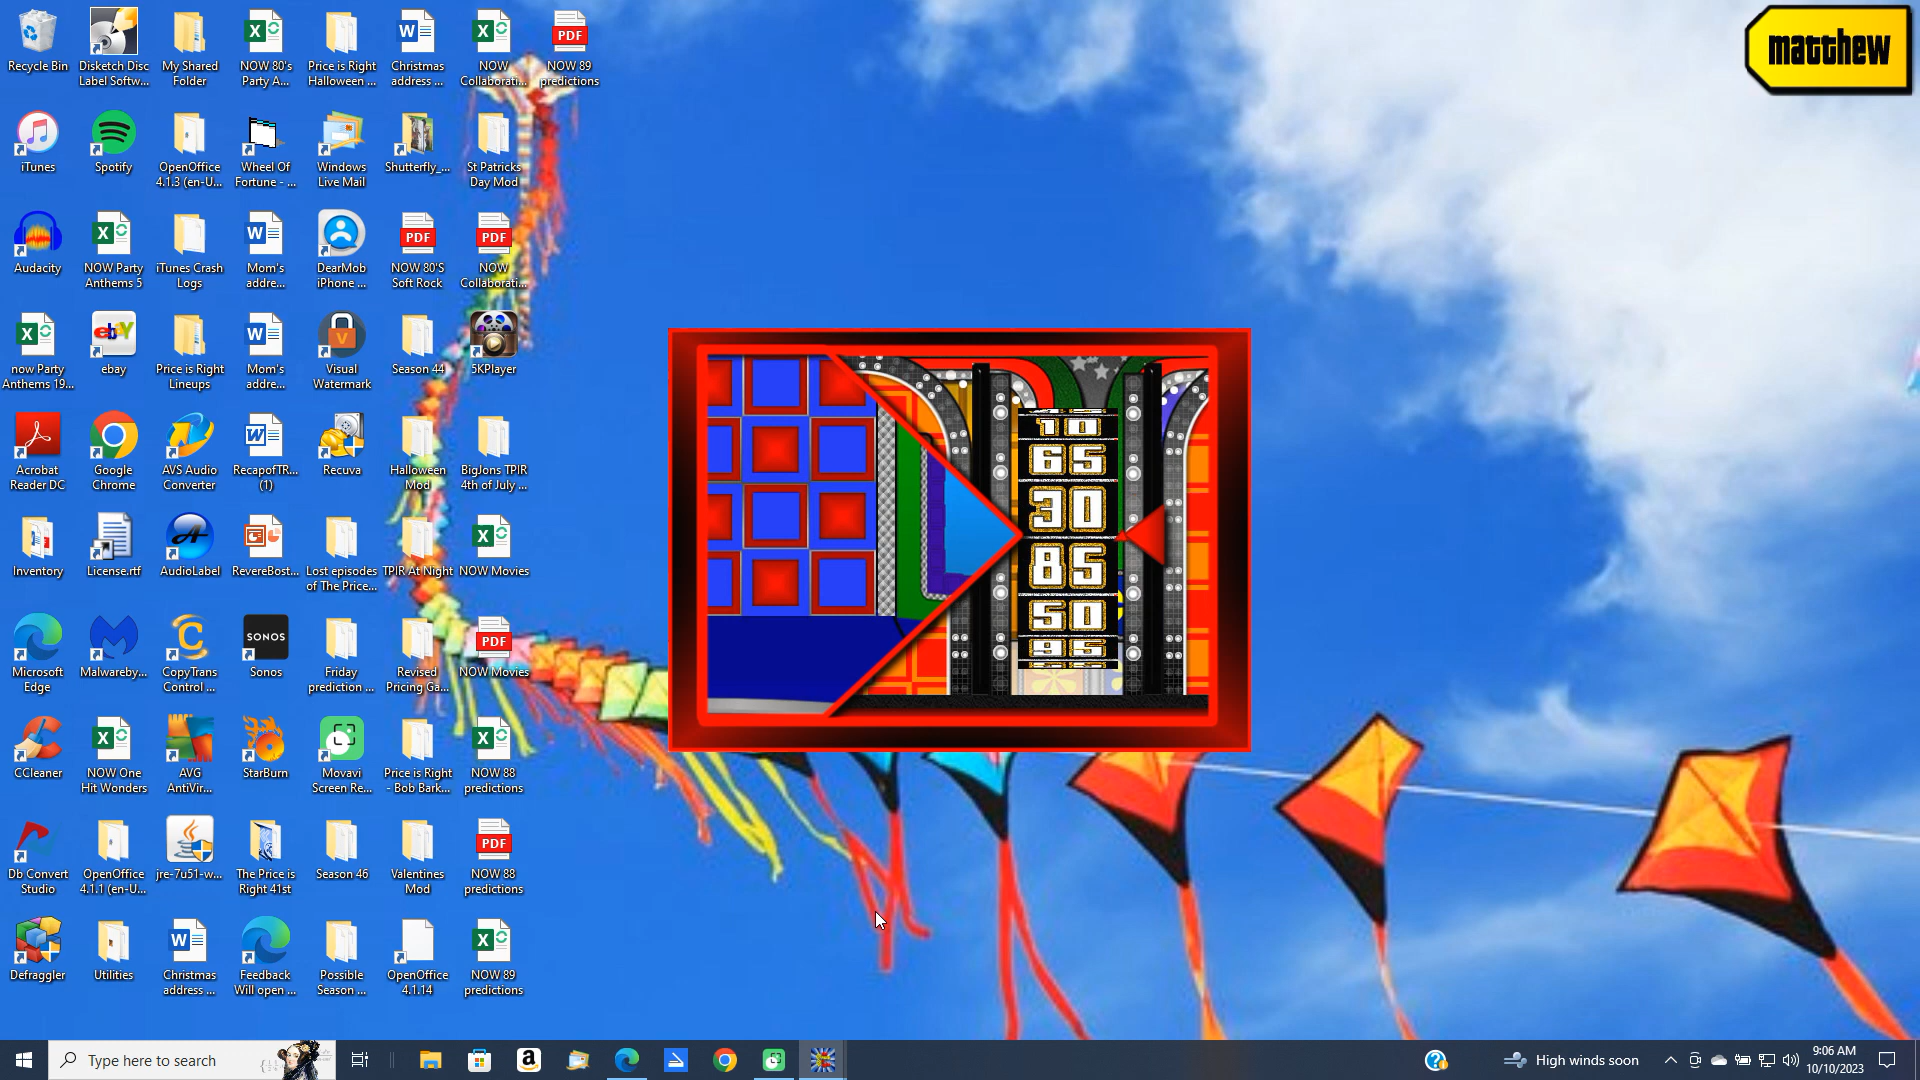 Recycle Bin
Disketch Disc
Label Softw...
My Shared
Folder
NOW 80's
Party A...
Price is Right
Halloween ...
Christmas
address ...
NOW
Collaborati...
NOW 89
predictions
matthew
iTunes
Spotify
OpenOffice
4.1.3 (en-U...
Wheel Of
Fortune - ...
Windows
Live Mail
Shutterfly_...
St Patricks
Day Mod
Audacity
NOW Party
Anthems 5
iTunes Crash
Logs
Mom's
addre...
DearMob
iPhone ...
PDF
NOW 80'S
Soft Rock
PDF
NOW
Collaborati...
now Party
Anthems 19...
ebay
Price is Right
Lineups
Mom's
addre...
Visual
Watermark
Season 44
5KPlayer
Acrobat
Reader DC
Google
Chrome
AVS Audio
Converter
RecapofTR...
(1)
Recuva
Halloween
Mod
BigJons TPIR
4th of July ...
Inventory
License.rtf
AudioLabel
RevereBost...
Lost episodes
of The Price...
TPIR At Night
NOW Movies
Microsoft
Edge
Malwareby...
CopyTrans
Control ...
SONOS
Sonos
Friday
prediction ...
Revised
Pricing Ga...
PDF
NOW Movies
CCleaner
NOW One
Hit Wonders
AVG
AntiVir...
StarBurn
Movavi
Screen Re...
Price is Right
- Bob Bark...
NOW 88
predictions
Db Convert
Studio
OpenOffice
4.1.1 (en-U...
jre-7u51-w...
The Price is
Right 41st
Season 46
Valentines
Mod
PDF
NOW 88
predictions
Defraggler
Utilities
Christmas
address ...
Feedback
Will open ...
Possible
Season ...
OpenOffice
4.1.14
NOW 89
predictions
10
65
30
85
50
95
Type here to search
High winds soon
9:06 AM
10/10/2023